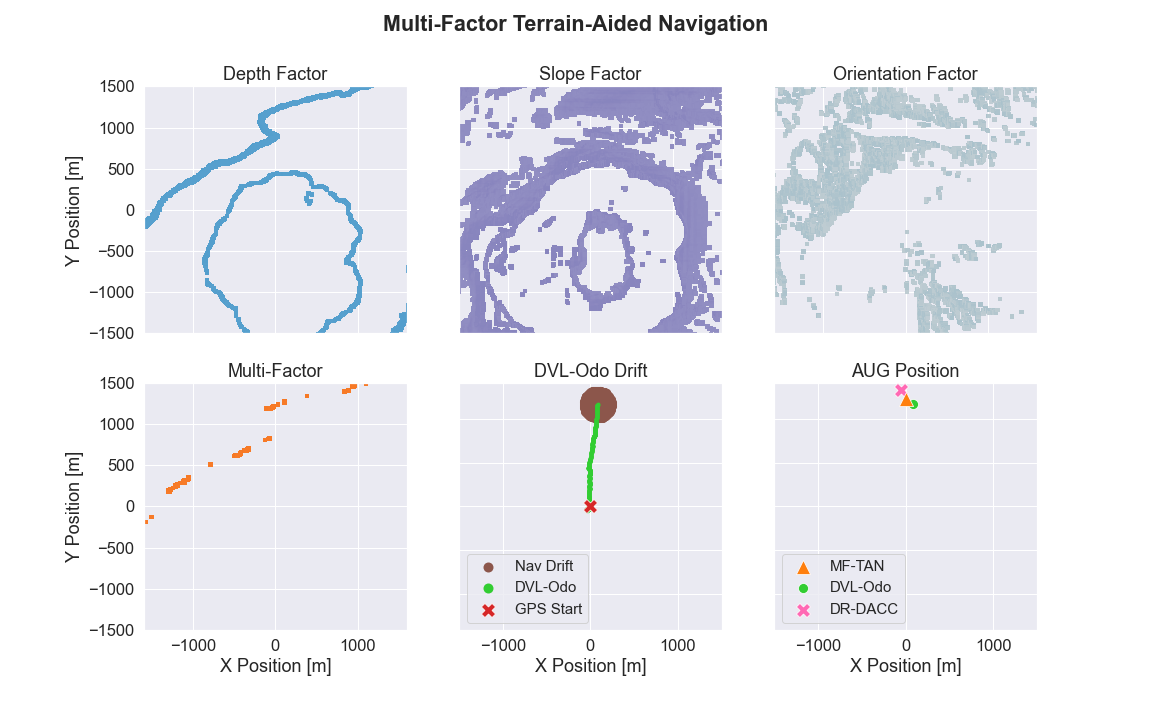 Multi-Factor Terrain-Aided Navigation
Depth Factor
Slope Factor
Orientation Factor
Y Position [m]
1500
1000
500
0
−500
−1000
−1500
Multi-Factor
DVL-Odo Drift
AUG Position
Y Position [m]
1500
1000
500
0
−500
−1000
−1500
Nav Drift
DVL-Odo
GPS Start
MF-TAN
DVL-Odo
DR-DACC
−1000 0 1000
−1000 0 1000
−1000 0 1000
X Position [m]
X Position [m]
X Position [m]